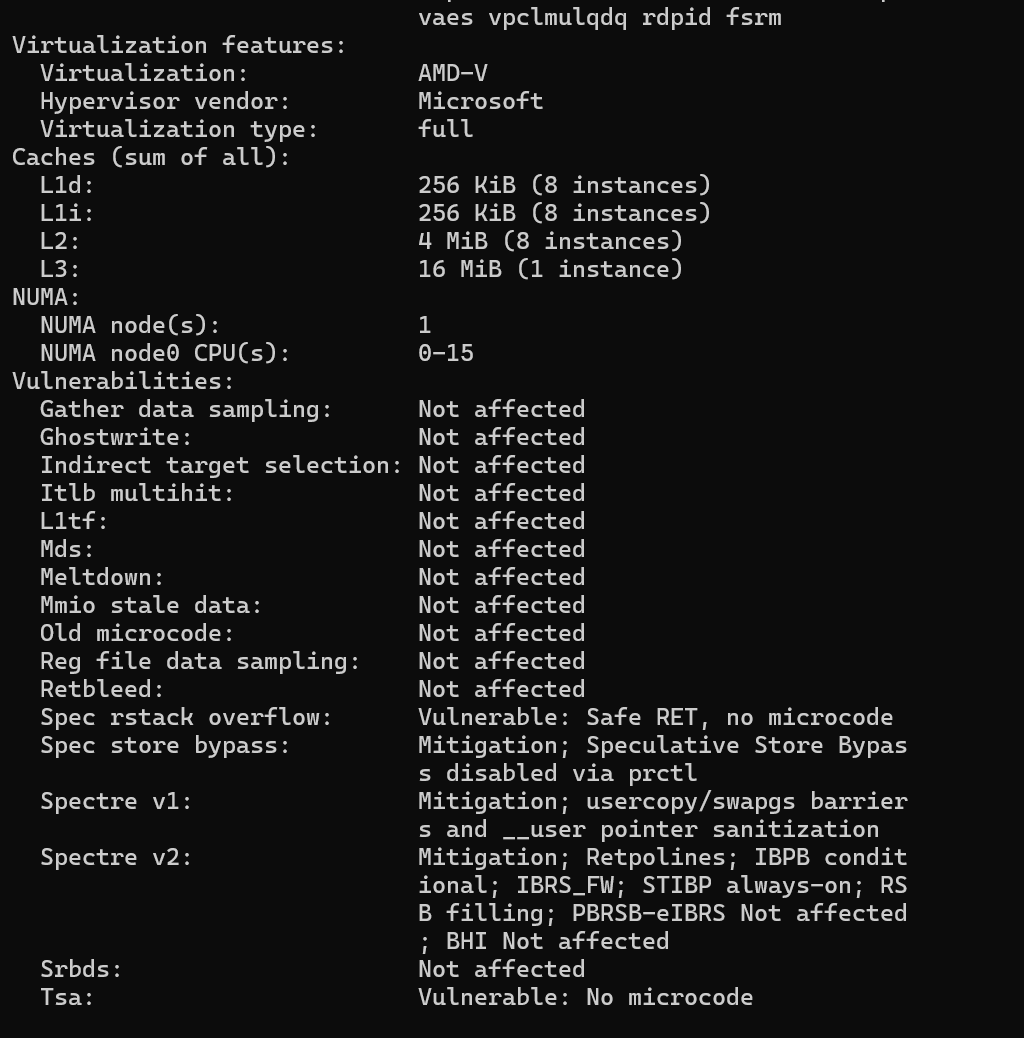 vaes vpclmulqdq rdpid fsrm
Virtualization features:
Virtualization: AMD-V
Hypervisor vendor: Microsoft
Virtualization type: full
Caches (sum of all):
L1d: 256 KiB (8 instances)
L1i: 256 KiB (8 instances)
L2: 4 MiB (8 instances)
L3: 16 MiB (1 instance)
NUMA:
NUMA node(s): 1
NUMA node0 CPU(s): 0-15
Vulnerabilities:
Gather data sampling: Not affected
Ghostwrite: Not affected
Indirect target selection: Not affected
Itlb multihit: Not affected
L1tf: Not affected
Mds: Not affected
Meltdown: Not affected
Mmio stale data: Not affected
Old microcode: Not affected
Reg file data sampling: Not affected
Retbleed: Not affected
Spec rstack overflow: Vulnerable: Safe RET, no microcode
Spec store bypass: Mitigation; Speculative Store Bypas
s disabled via prctl
Spectre v1: Mitigation; usercopy/swapgs barrier
s and __user pointer sanitization
Spectre v2: Mitigation; Retpolines; IBPB condit
ional; IBRS_FW; STIBP always-on; RS
B filling; PBRSB-eIBRS Not affected
; BHI Not affected
Srbds: Not affected
Tsa: Vulnerable: No microcode